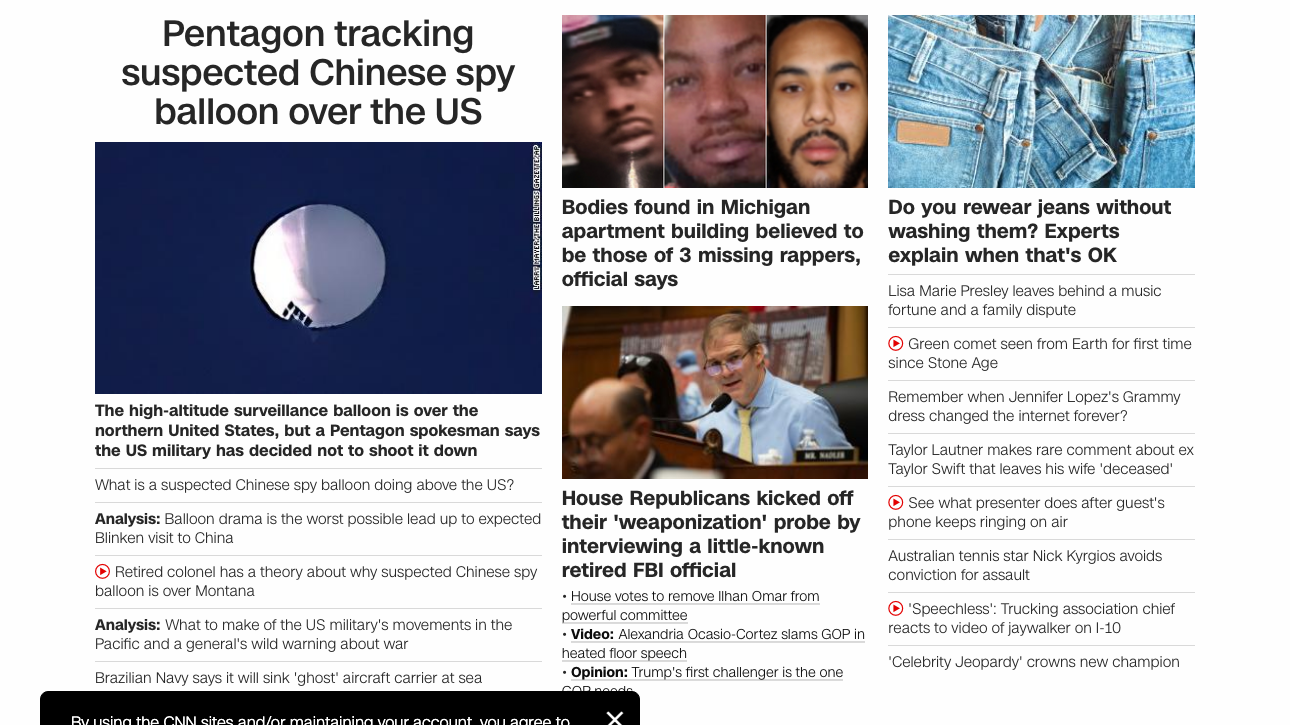 Pentagon tracking
suspected Chinese spy
balloon over the US
LARRY MAYER/THE BILLINGS GAZETTE/AP
The high-altitude surveillance balloon is over the
northern United States, but a Pentagon spokesman says
the US military has decided not to shoot it down
What is a suspected Chinese spy balloon doing above the US?
Analysis: Balloon drama is the worst possible lead up to expected
Blinken visit to China
Retired colonel has a theory about why suspected Chinese spy
balloon is over Montana
Analysis: What to make of the US military's movements in the
Pacific and a general's wild warning about war
Brazilian Navy says it will sink 'ghost' aircraft carrier at sea
By using the CNN sites and/or maintaining your account, you agree to
Bodies found in Michigan
apartment building believed to
be those of 3 missing rappers,
official says
MR. NADLER
House Republicans kicked off
their 'weaponization' probe by
interviewing a little-known
retired FBI official
• House votes to remove Ilhan Omar from
powerful committee
• Video: Alexandria Ocasio-Cortez slams GOP in
heated floor speech
• Opinion: Trump's first challenger is the one
GOP needs
Do you rewear jeans without
washing them? Experts
explain when that's OK
Lisa Marie Presley leaves behind a music
fortune and a family dispute
Green comet seen from Earth for first time
since Stone Age
Remember when Jennifer Lopez's Grammy
dress changed the internet forever?
Taylor Lautner makes rare comment about ex
Taylor Swift that leaves his wife 'deceased'
See what presenter does after guest's
phone keeps ringing on air
Australian tennis star Nick Kyrgios avoids
conviction for assault
'Speechless': Trucking association chief
reacts to video of jaywalker on I-10
'Celebrity Jeopardy' crowns new champion